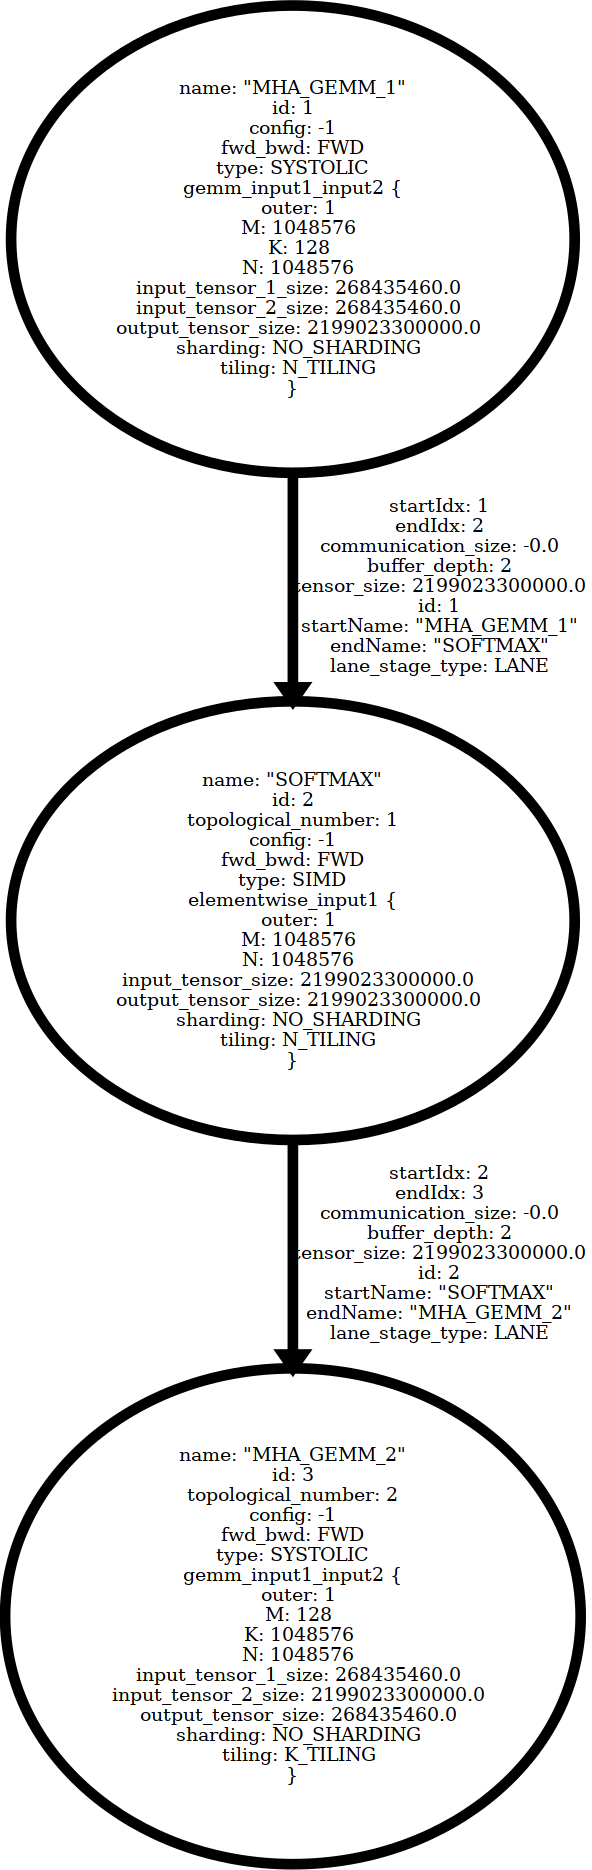 name: "MHA_GEMM_1"
id: 1
config: -1
fwd_bwd: FWD
type: SYSTOLIC
gemm_input1_input2 {
outer: 1
M: 1048576
K: 128
N: 1048576
input_tensor_1_size: 268435460.0
input_tensor_2_size: 268435460.0
output_tensor_size: 2199023300000.0
sharding: NO_SHARDING
tiling: N_TILING
}
startIdx: 1
endIdx: 2
communication_size: -0.0
buffer_depth: 2
tensor_size: 2199023300000.0
id: 1
startName: "MHA_GEMM_1"
endName: "SOFTMAX"
lane_stage_type: LANE
name: "SOFTMAX"
id: 2
topological_number: 1
config: -1
fwd_bwd: FWD
type: SIMD
elementwise_input1 {
outer: 1
M: 1048576
N: 1048576
input_tensor_size: 2199023300000.0
output_tensor_size: 2199023300000.0
sharding: NO_SHARDING
tiling: N_TILING
}
startIdx: 2
endIdx: 3
communication_size: -0.0
buffer_depth: 2
tensor_size: 2199023300000.0
id: 2
startName: "SOFTMAX"
endName: "MHA_GEMM_2"
lane_stage_type: LANE
name: "MHA_GEMM_2"
id: 3
topological_number: 2
config: -1
fwd_bwd: FWD
type: SYSTOLIC
gemm_input1_input2 {
outer: 1
M: 128
K: 1048576
N: 1048576
input_tensor_1_size: 268435460.0
input_tensor_2_size: 2199023300000.0
output_tensor_size: 268435460.0
sharding: NO_SHARDING
tiling: K_TILING
}